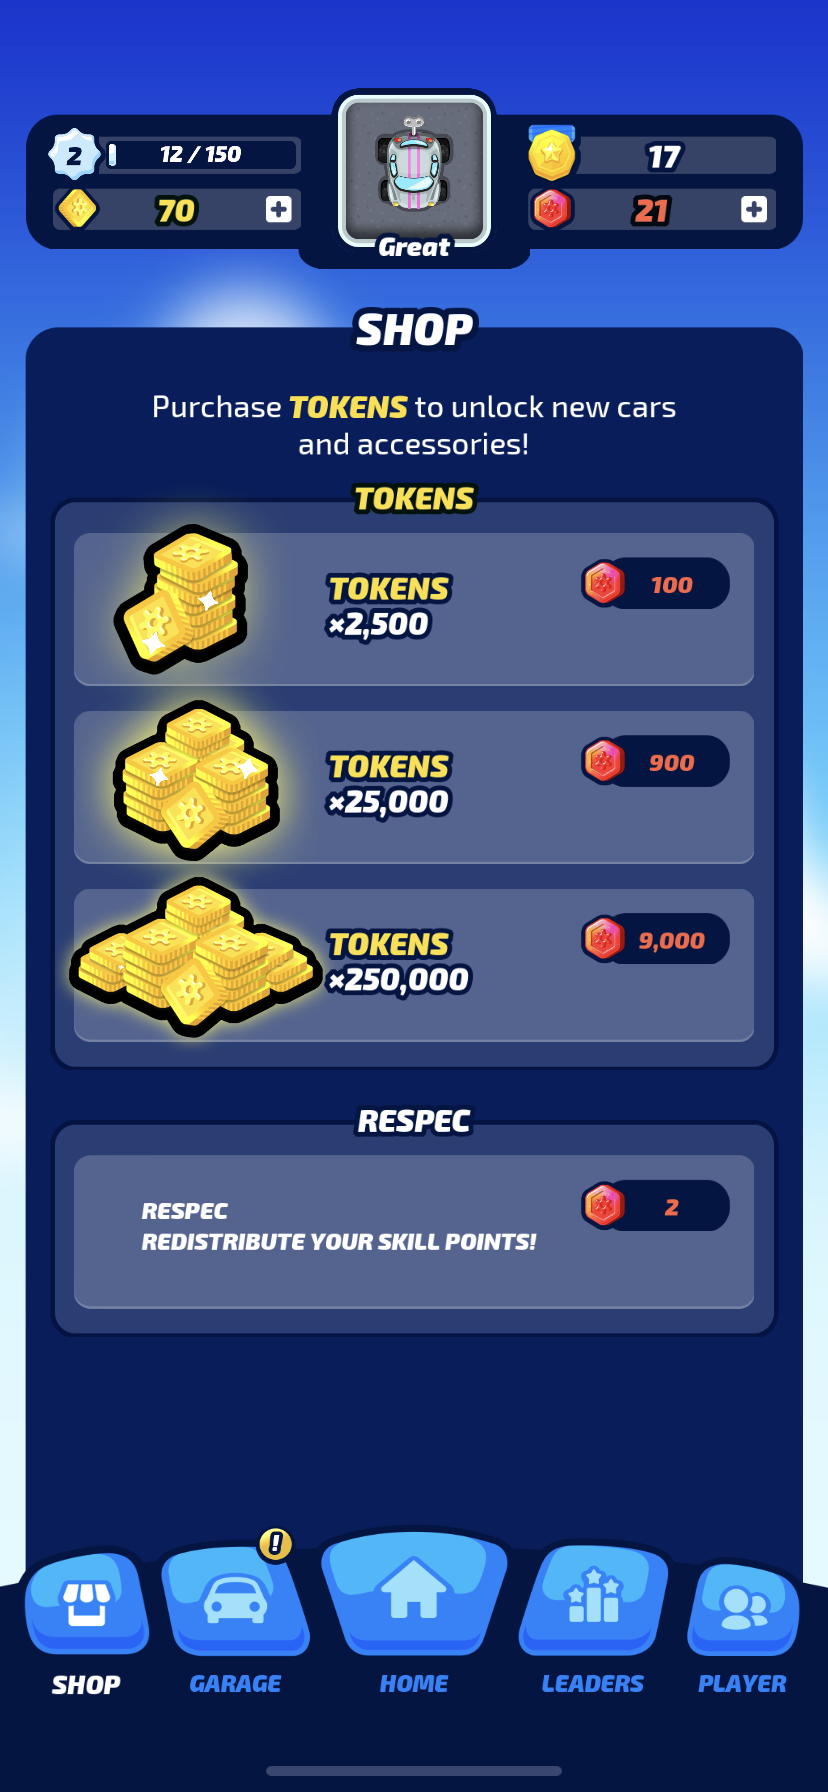 2
12 / 150
17
70
21
Great
SHOP
Purchase TOKENS to unlock new cars
and accessories!
TOKENS
TOKENS
×2,500
100
TOKENS
×25,000
900
TOKENS
×250,000
9,000
RESPEC
RESPEC
REDISTRIBUTE YOUR SKILL POINTS!
2
!
SHOP
GARAGE
HOME
LEADERS
PLAYER